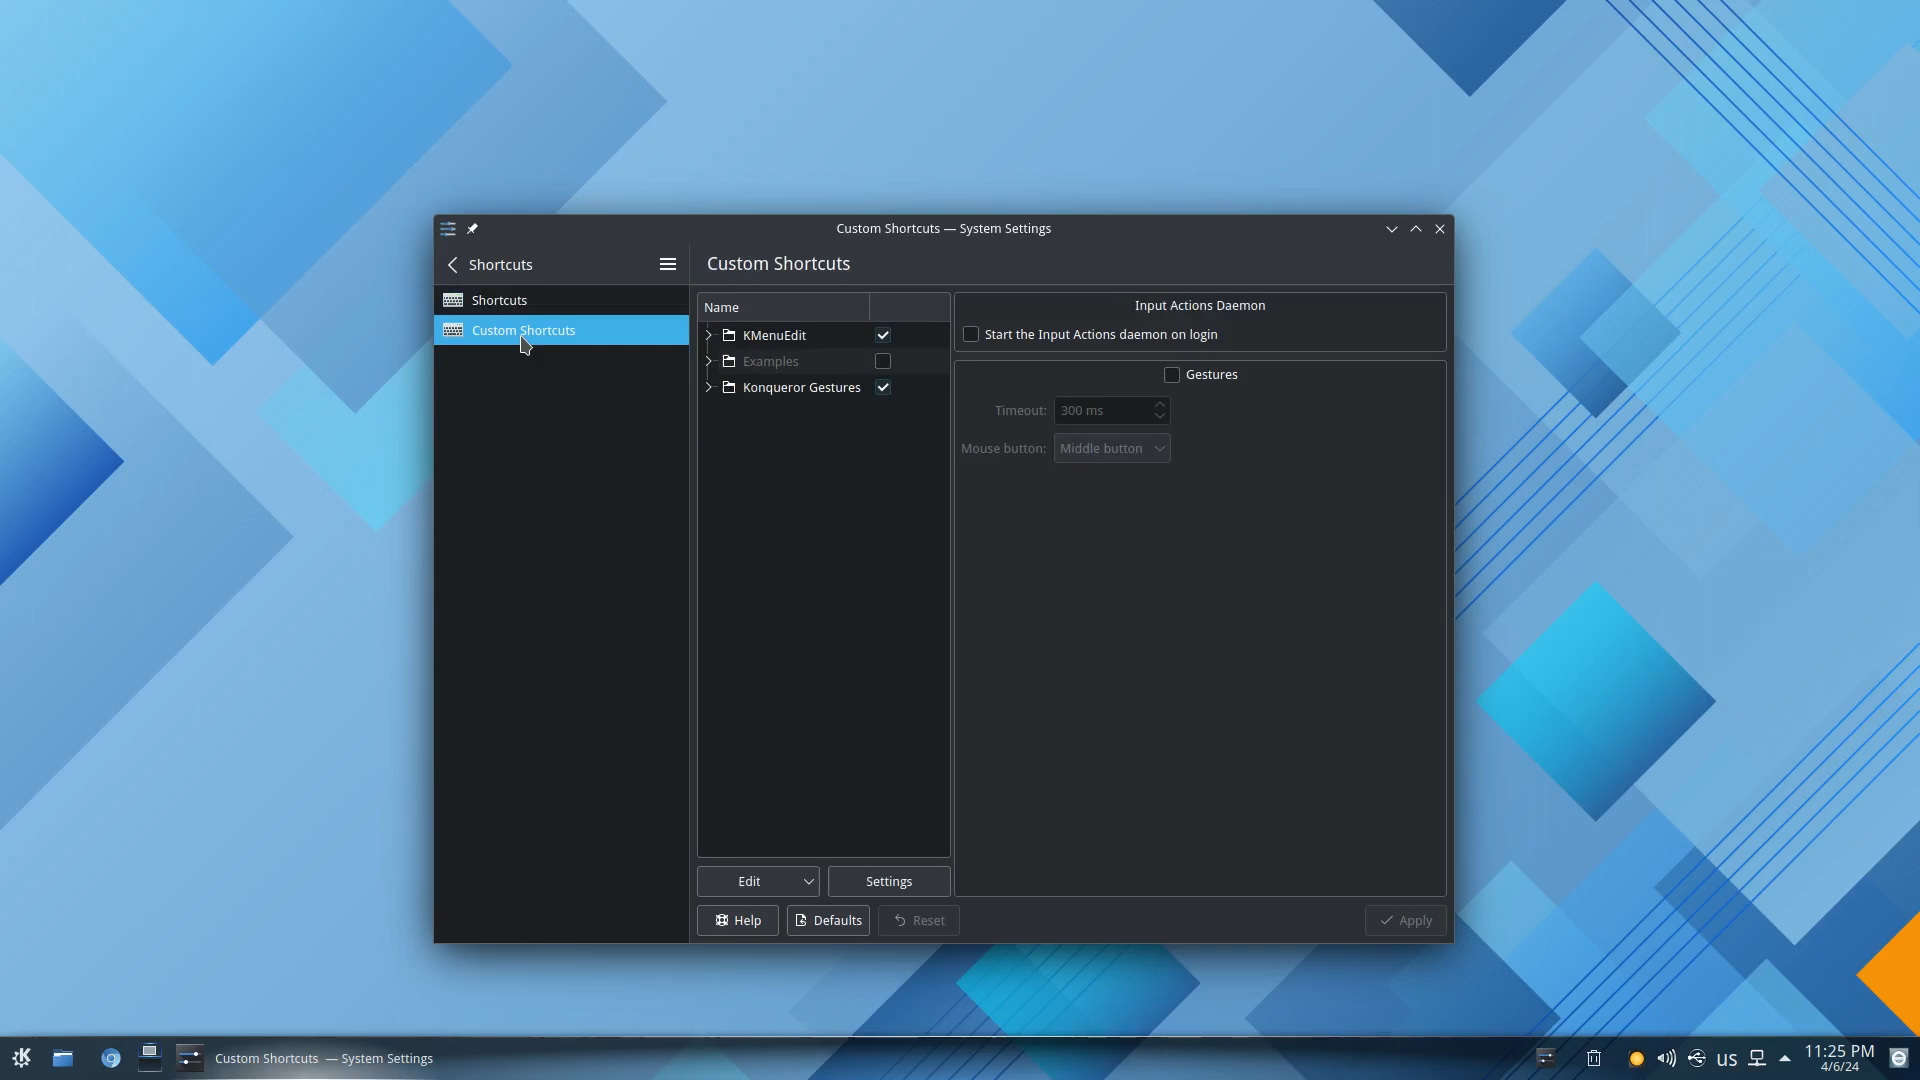 Custom Shortcuts — System Settings
Shortcuts
Custom Shortcuts
Shortcuts
Custom Shortcuts
Name
KMenuEdit
Examples
Konqueror Gestures
Input Actions Daemon
Start the Input Actions daemon on login
Gestures
Timeout: 300 ms
Mouse button: Middle button
Edit
Settings
Help
Defaults
Reset
Apply
Custom Shortcuts — System Settings
us
11:25 PM
4/6/24